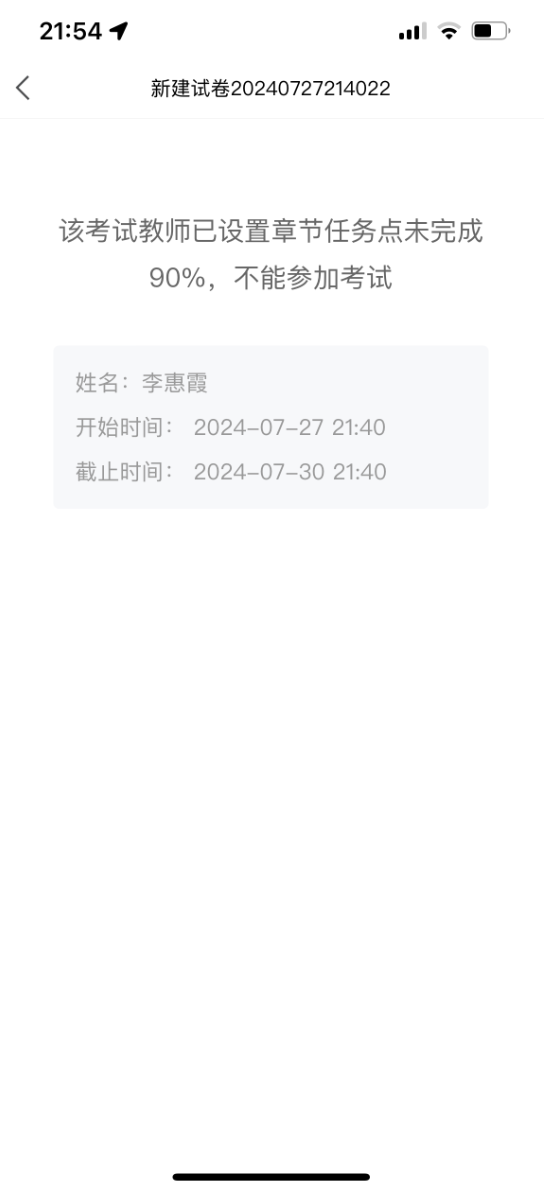 21:54
新建试卷20240727214022
该考试教师已设置章节任务点未完成
90%，不能参加考试
姓名：李惠霞
开始时间： 2024-07-27 21:40
截止时间： 2024-07-30 21:40